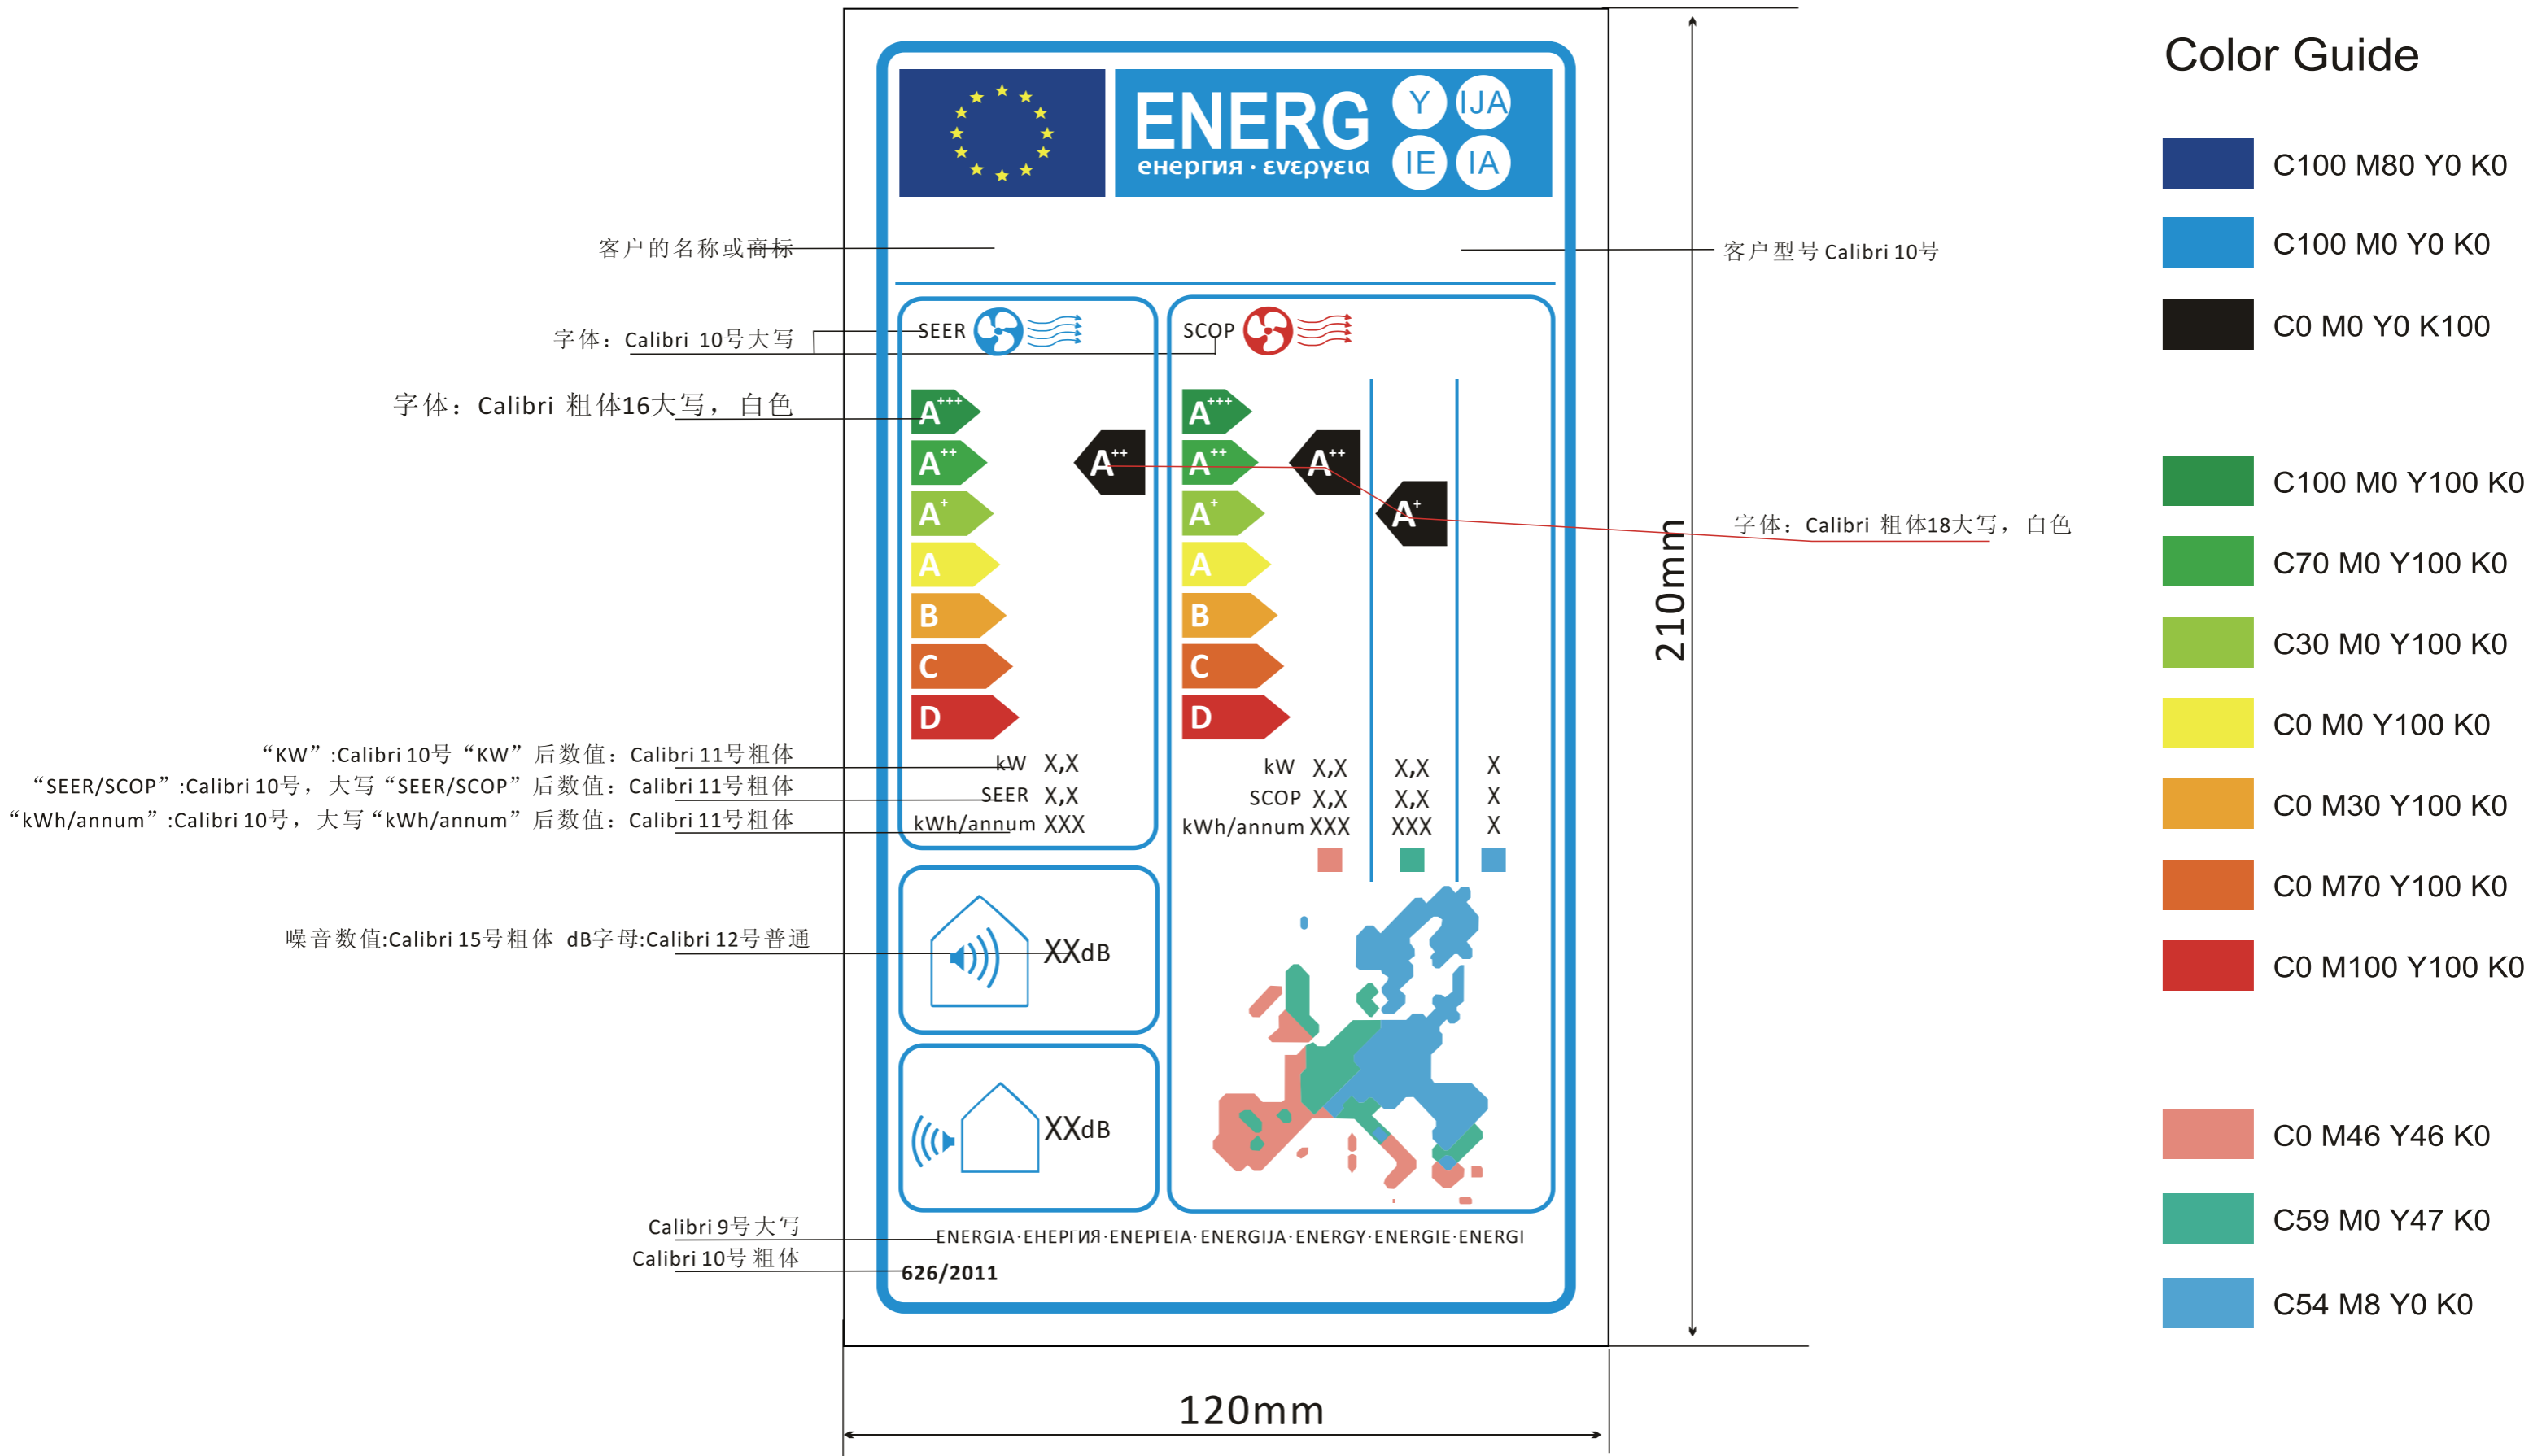 Color Guide
ENERG
Y IJA
IE IA
енергия · ενεργεια
客户的名称或商标
客户型号 Calibri 10号
字体：Calibri 10号大写
SEER
SCOP
字体：Calibri 粗体16大写，白色
A+++
A++
A+
A
B
C
D
A++
A+++
A++
A+
A
B
C
D
A++
A+
字体：Calibri 粗体18大写，白色
“KW”:Calibri 10号“KW”后数值：Calibri 11号粗体
“SEER/SCOP”:Calibri 10号，大写“SEER/SCOP”后数值：Calibri 11号粗体
“kWh/annum”:Calibri 10号，大写“kWh/annum”后数值：Calibri 11号粗体
kW X,X
SEER X,X
kWh/annum XXX
kW X,X X,X X
SCOP X,X X,X X
kWh/annum XXX XXX X
噪音数值:Calibri 15号粗体 dB字母:Calibri 12号普通
XXdB
XXdB
Calibri 9号大写
ENERGIA·ЕНЕРГИЯ·ΕΝΕΡΓΕΙΑ·ENERGIJA·ENERGY·ENERGIE·ENERGI
Calibri 10号 粗体
626/2011
210mm
120mm
C100 M80 Y0 K0
C100 M0 Y0 K0
C0 M0 Y0 K100
C100 M0 Y100 K0
C70 M0 Y100 K0
C30 M0 Y100 K0
C0 M0 Y100 K0
C0 M30 Y100 K0
C0 M70 Y100 K0
C0 M100 Y100 K0
C0 M46 Y46 K0
C59 M0 Y47 K0
C54 M8 Y0 K0